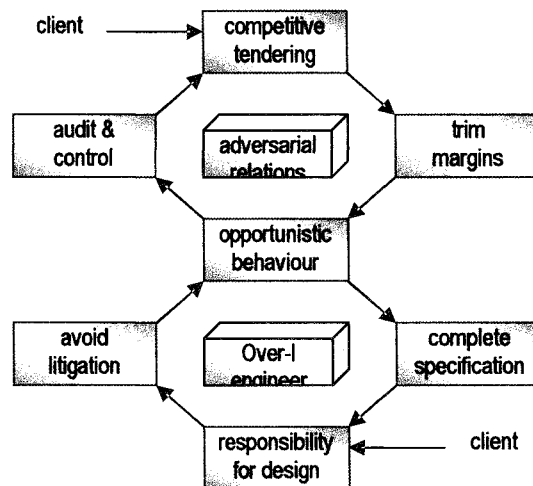 client
competitive
tendering
audit &
control
adversarial
relations
trim
margins
opportunistic
behaviour
avoid
litigation
Over-l
engineer
complete
specification
responsibility
for design
client